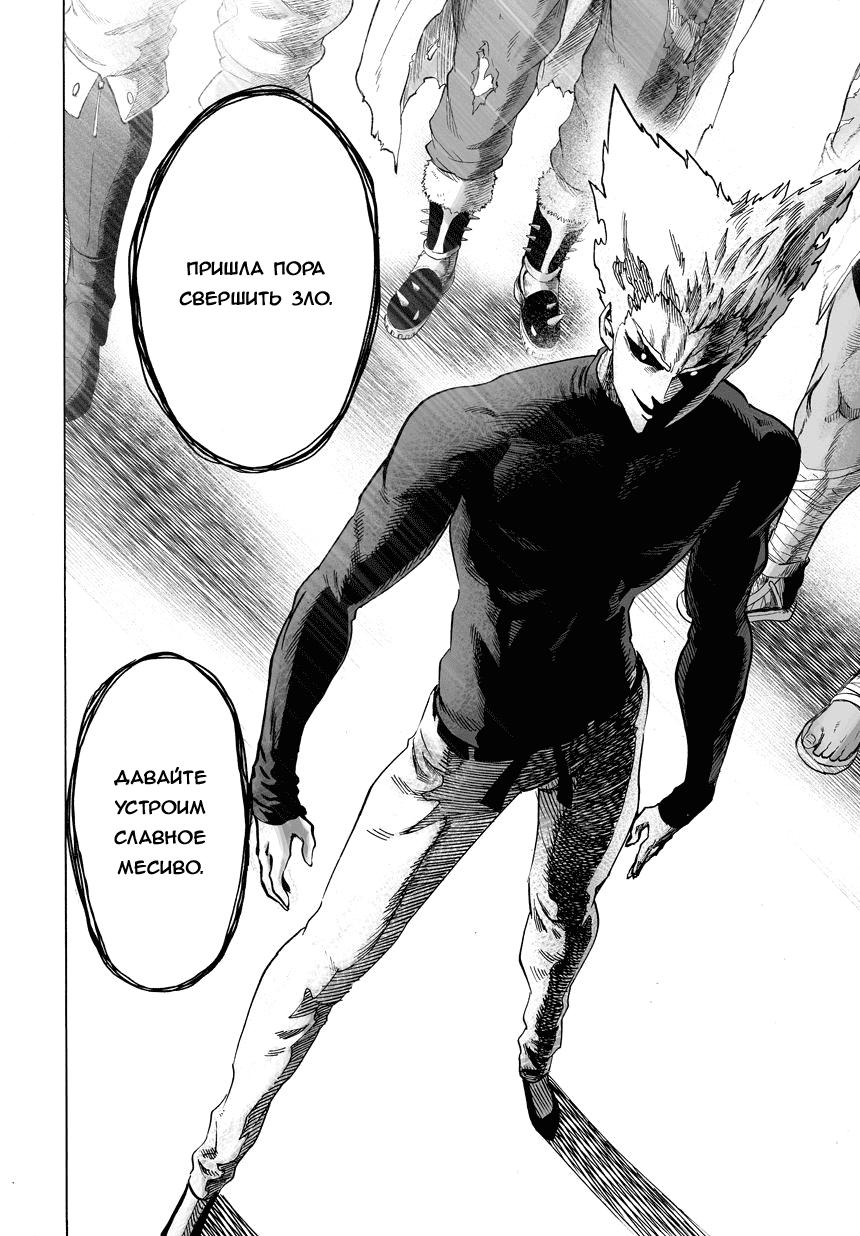 ПРИШЛА ПОРА
СВЕРШИТЬ ЗЛО.
ДАВАЙТЕ
УСТРОИМ
СЛАВНОЕ
МЕСИВО.